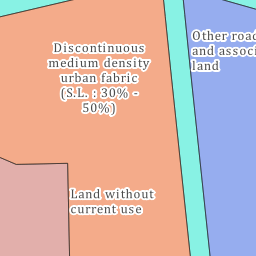 Discontinuous
medium density
urban fabric
(S.L. : 30% -
50%)
Other road
and associ
land
Land without
current use